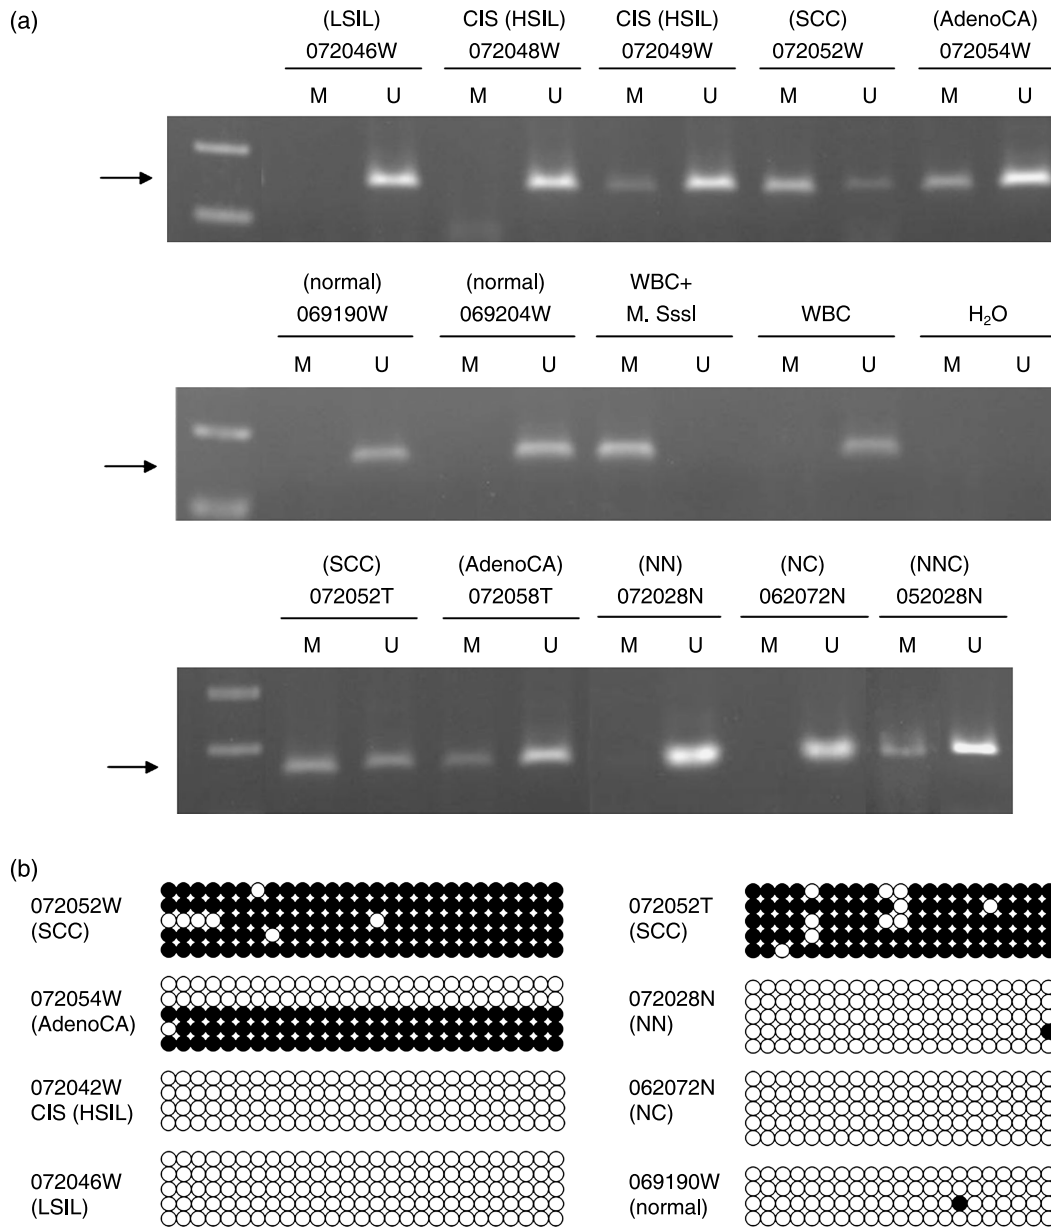 (a)
(LSIL) CIS (HSIL) CIS (HSIL) (SCC) (AdenoCA)
072046W 072048W 072049W 072052W 072054W
M U M U M U M U M U
(normal) (normal) WBC+
069190W 069204W M. SssI WBC H₂O
M U M U M U M U M U
(SCC) (AdenoCA) (NN) (NC) (NNC)
072052T 072058T 072028N 062072N 052028N
M U M U M U M U M U
(b)
072052W
(SCC)
072054W
(AdenoCA)
072042W
CIS (HSIL)
072046W
(LSIL)
072052T
(SCC)
072028N
(NN)
062072N
(NC)
069190W
(normal)